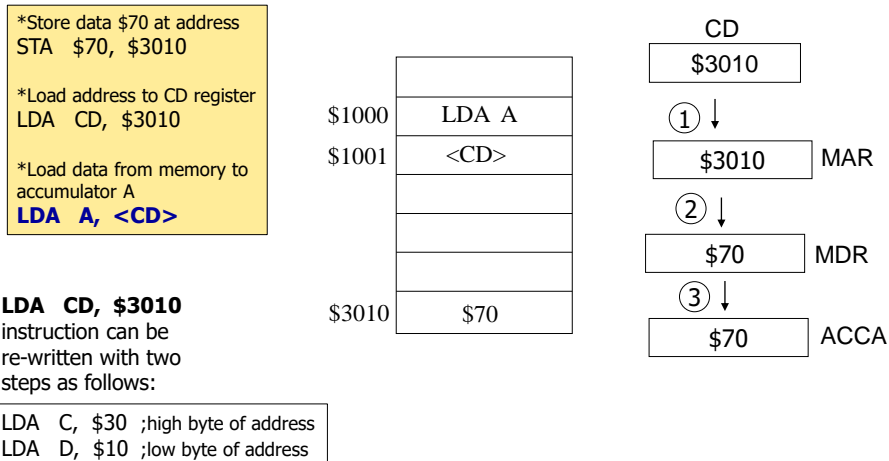 *Store data $70 at address
STA $70, $3010
*Load address to CD register
LDA CD, $3010
*Load data from memory to
accumulator A
LDA A, <CD>
LDA CD, $3010
instruction can be
re-written with two
steps as follows:
LDA C, $30 ;high byte of address
LDA D, $10 ;low byte of address
$1000 LDA A
$1001 <CD>
$3010 $70
CD
$3010
1
$3010 MAR
2
$70 MDR
3
$70 ACCA